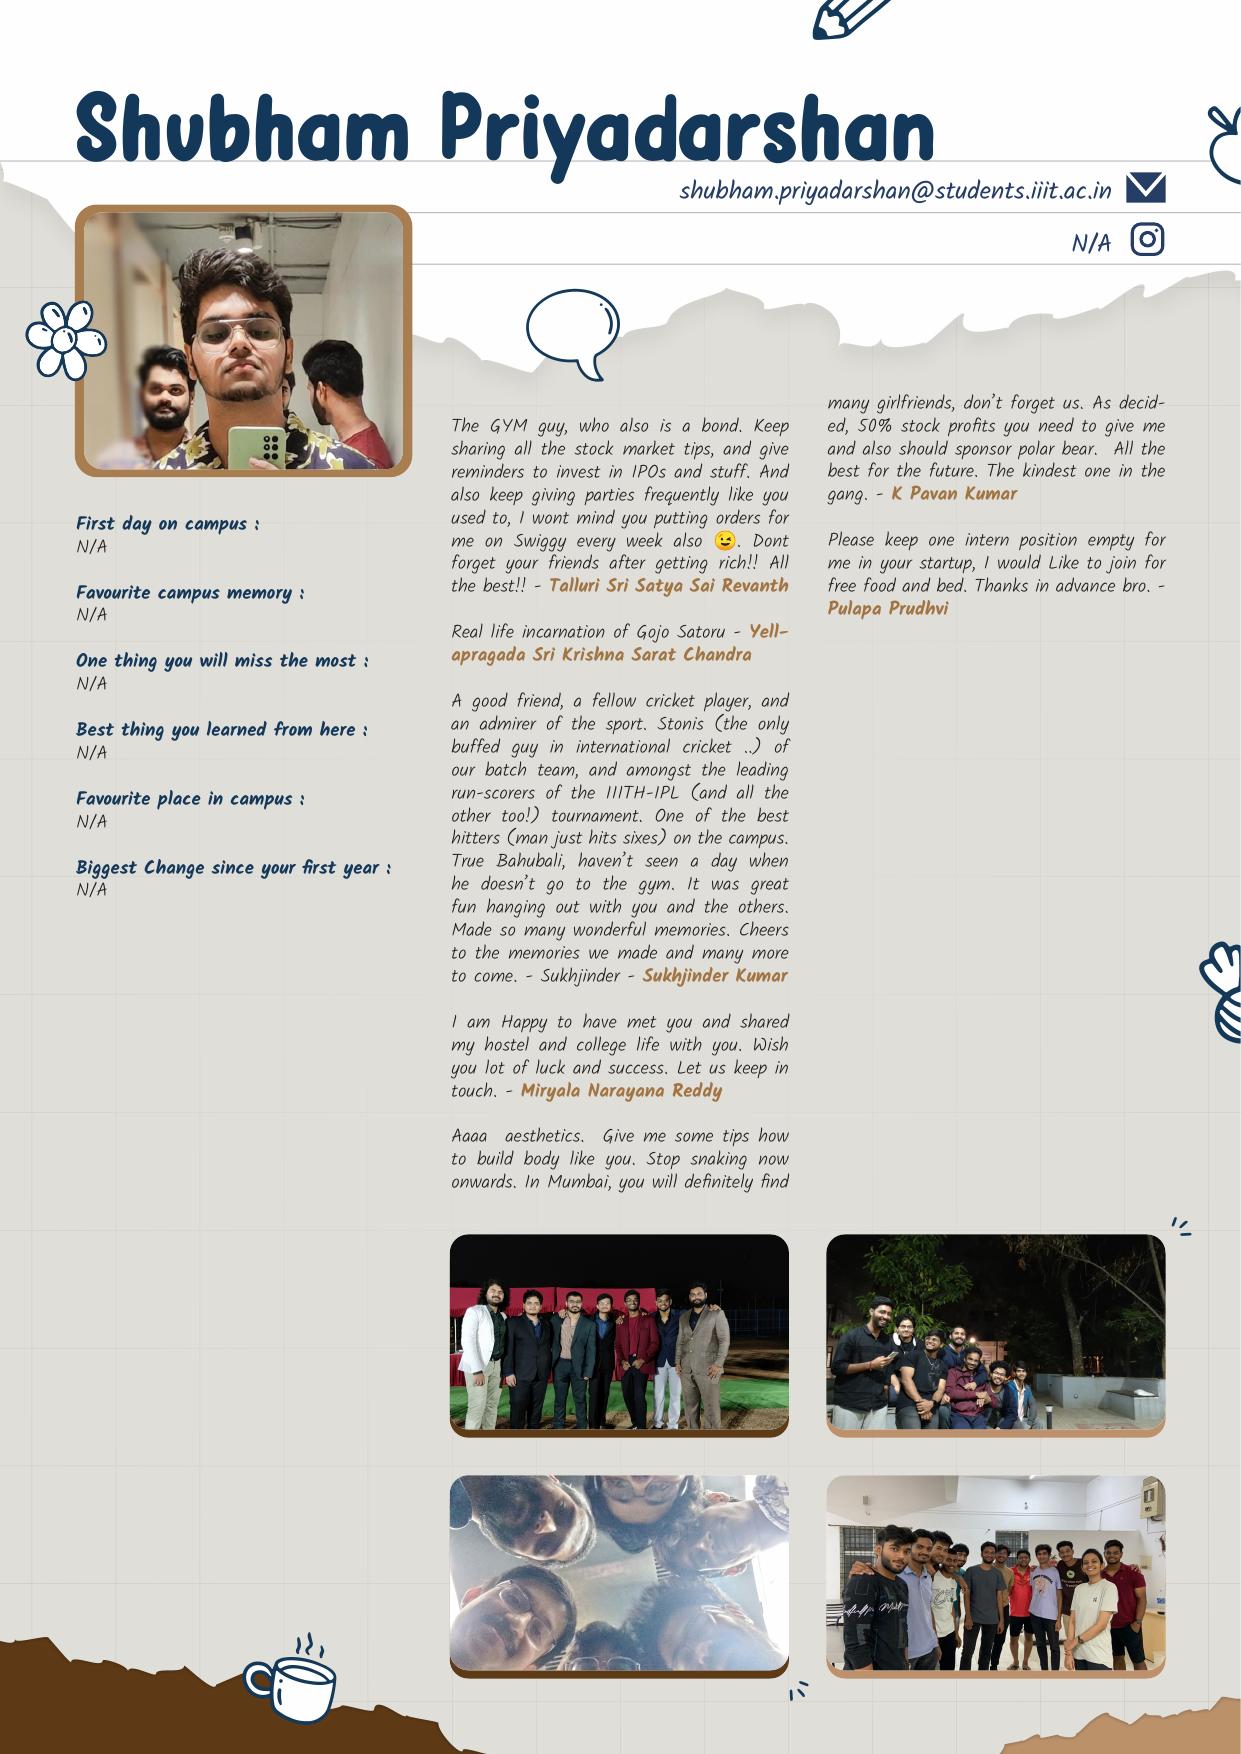 Shubham Priyadarshan
shubham.priyadarshan@students.iiit.ac.in
N/A
First day on campus :
N/A
Favourite campus memory :
N/A
One thing you will miss the most :
N/A
Best thing you learned from here :
N/A
Favourite place in campus :
N/A
Biggest Change since your first year :
N/A
The GYM guy, who also is a bond. Keep
sharing all the stock market tips, and give
reminders to invest in IPOs and stuff. And
also keep giving parties frequently like you
used to, I wont mind you putting orders for
me on Swiggy every week also 😉. Dont
forget your friends after getting rich!! All
the best!! - Talluri Sri Satya Sai Revanth
Real life incarnation of Gojo Satoru - Yell-
apragada Sri Krishna Sarat Chandra
A good friend, a fellow cricket player, and
an admirer of the sport. Stonis (the only
buffed guy in international cricket ..) of
our batch team, and amongst the leading
run-scorers of the IIITH-IPL (and all the
other too!) tournament. One of the best
hitters (man just hits sixes) on the campus.
True Bahubali, haven't seen a day when
he doesn't go to the gym. It was great
fun hanging out with you and the others.
Made so many wonderful memories. Cheers
to the memories we made and many more
to come. - Sukhjinder - Sukhjinder Kumar
I am Happy to have met you and shared
my hostel and college life with you. Wish
you lot of luck and success. Let us keep in
touch. - Miryala Narayana Reddy
Aaaa aesthetics. Give me some tips how
to build body like you. Stop snaking now
onwards. In Mumbai, you will definitely find
many girlfriends, don't forget us. As decid-
ed, 50% stock profits you need to give me
and also should sponsor polar bear. All the
best for the future. The kindest one in the
gang. - K Pavan Kumar
Please keep one intern position empty for
me in your startup, I would Like to join for
free food and bed. Thanks in advance bro. -
Pulapa Prudhvi